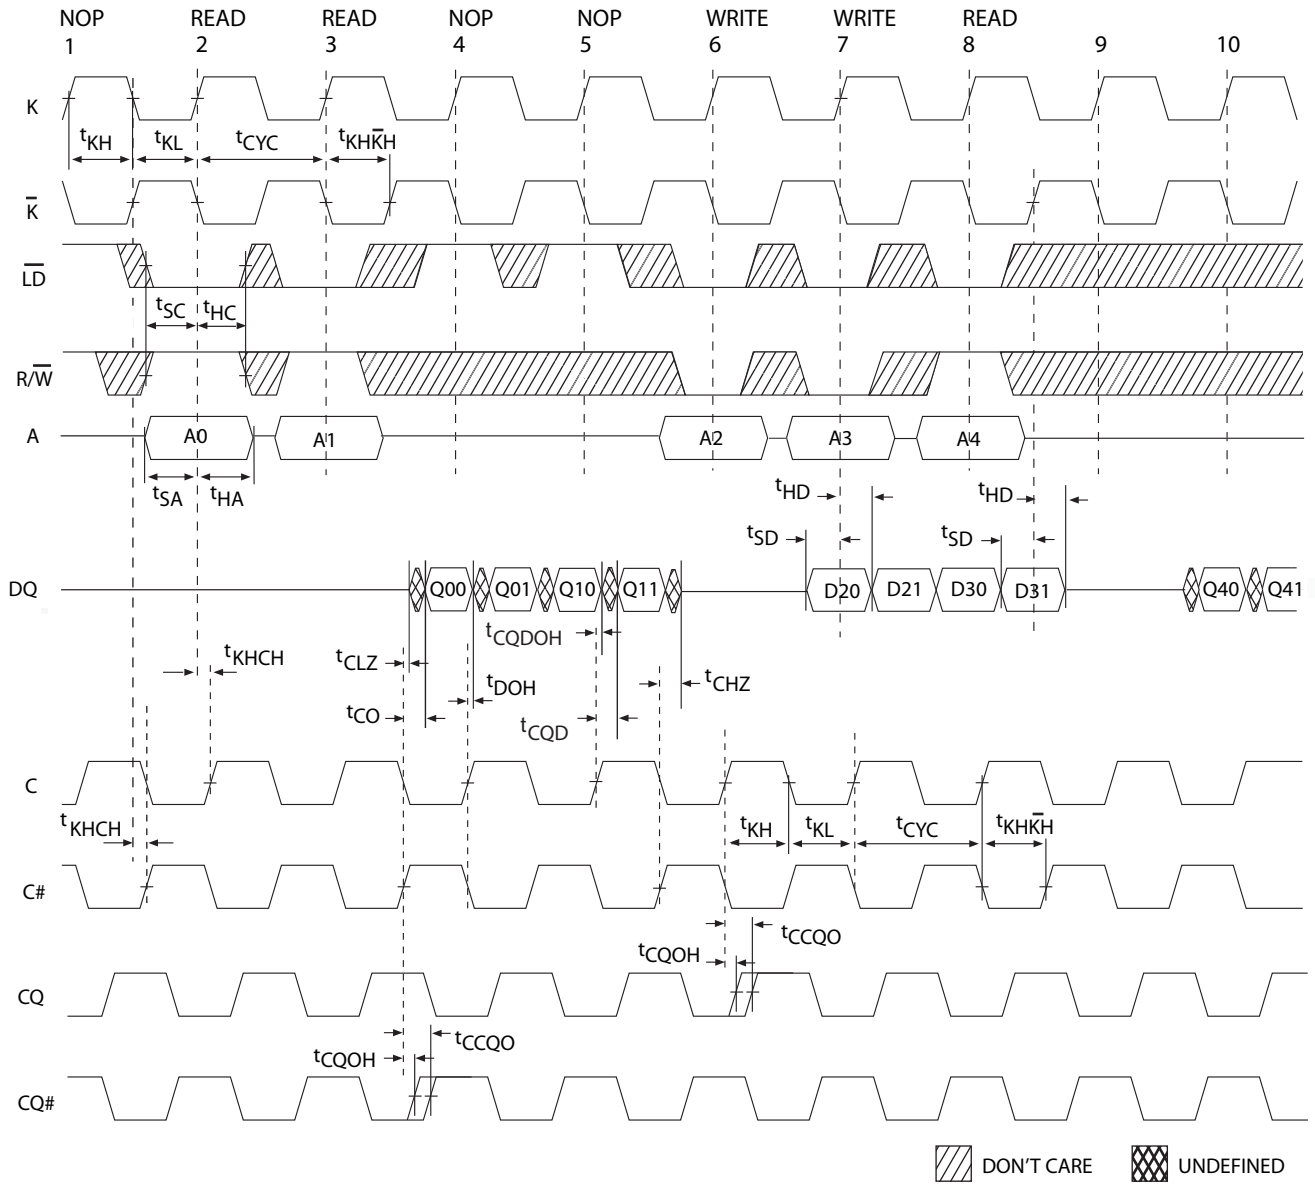 NOP READ READ NOP NOP WRITE WRITE READ
1 2 3 4 5 6 7 8 9 10
K
tKH tKL tCYC tKHK̅H
K̅
L̅D̅
tSC tHC
R/W̅
A A0 A1 A2 A3 A4
tSA tHA tHD tHD
tSD tSD
DQ Q00 Q01 Q10 Q11 D20 D21 D30 D31 Q40 Q41
tCQDOH
tKHCH tCLZ tDOH tCHZ
tCO tCQD
C
tKHCH tKH tKL tCYC tKHK̅H
C#
tCCQO
tCQOH
CQ
tCCQO
tCQOH
CQ#
DON'T CARE UNDEFINED